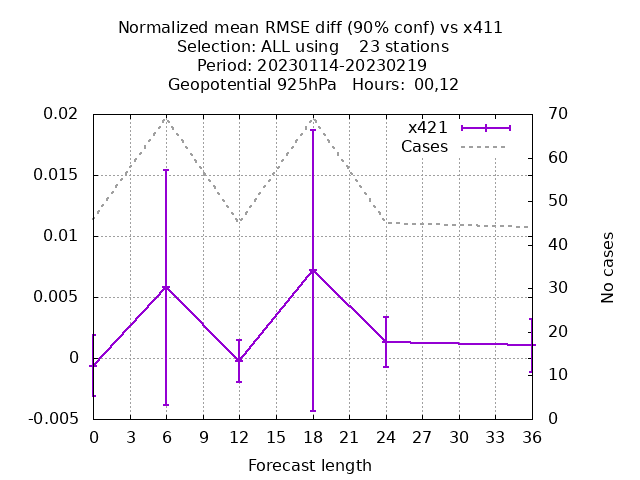 Normalized mean RMSE diff (90% conf) vs x411
Selection: ALL using    23 stations
Period: 20230114-20230219
Geopotential 925hPa   Hours:  00,12
x421
Cases
0.02
0.015
0.01
0.005
0
-0.005
70
60
50
40
30
20
10
0
No cases
0 3 6 9 12 15 18 21 24 27 30 33 36
Forecast length